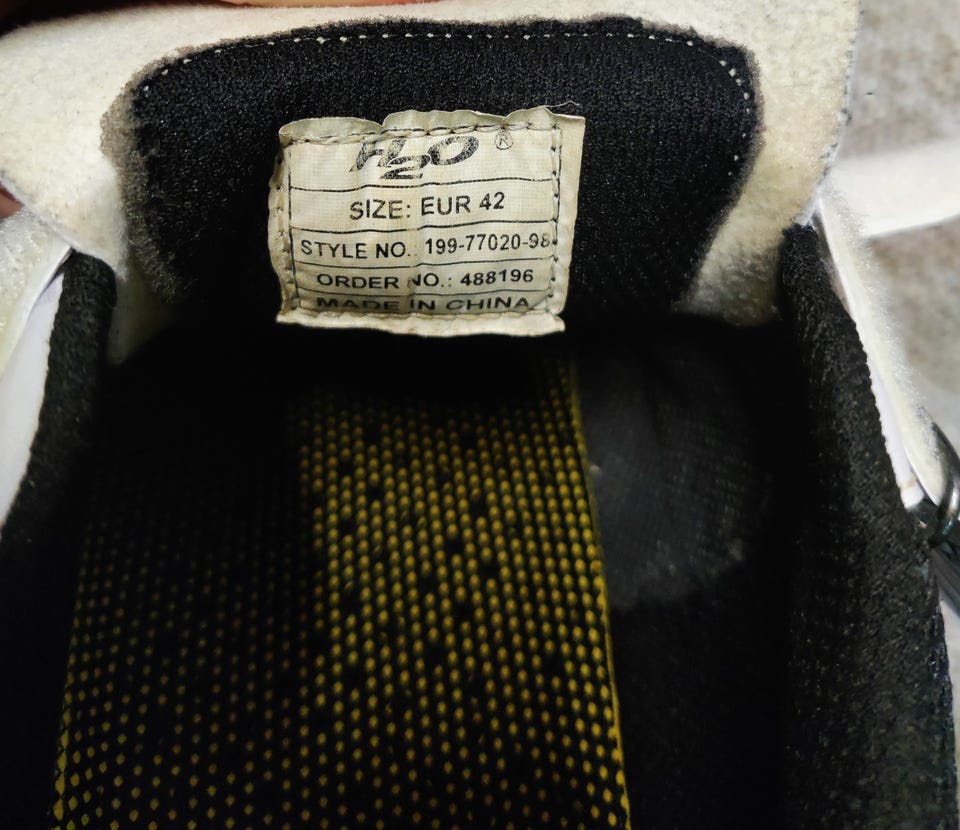 H2O ®
SIZE: EUR 42
STYLE NO.: 199-77020-98
ORDER NO.: 488196
MADE IN CHINA